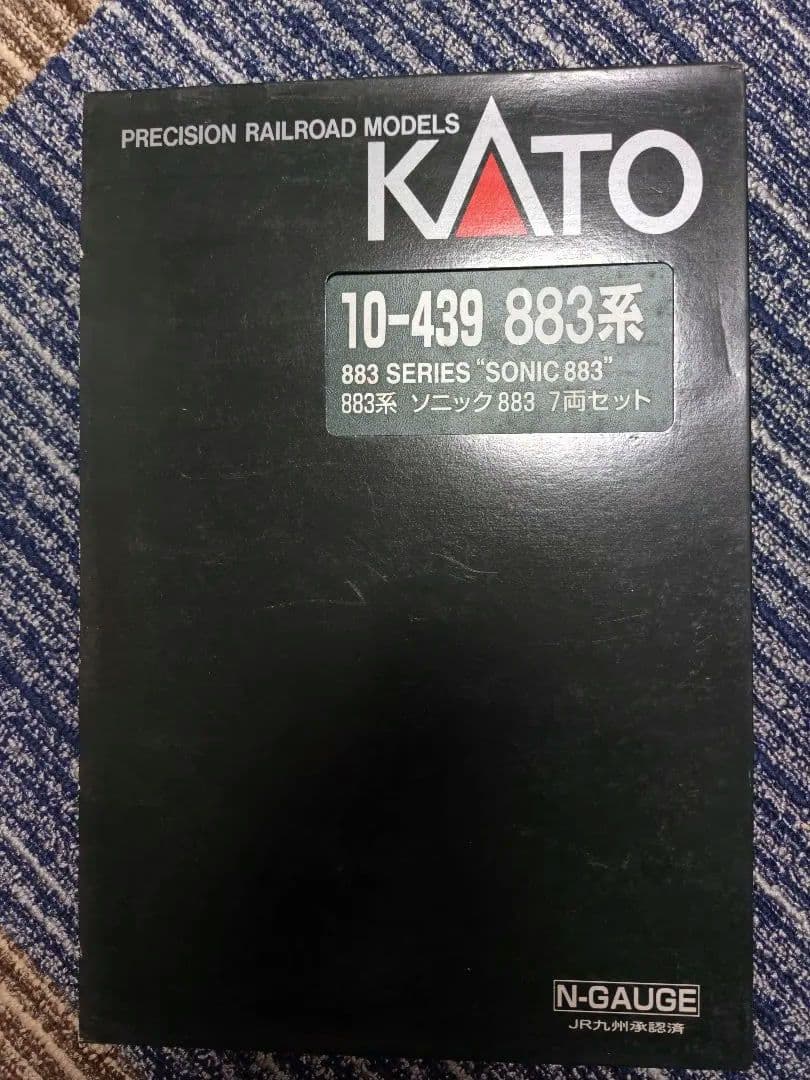 PRECISION RAILROAD MODELS
KATO
10-439 883系
883 SERIES "SONIC 883"
883系 ソニック883 7両セット
N-GAUGE
JR九州承認済